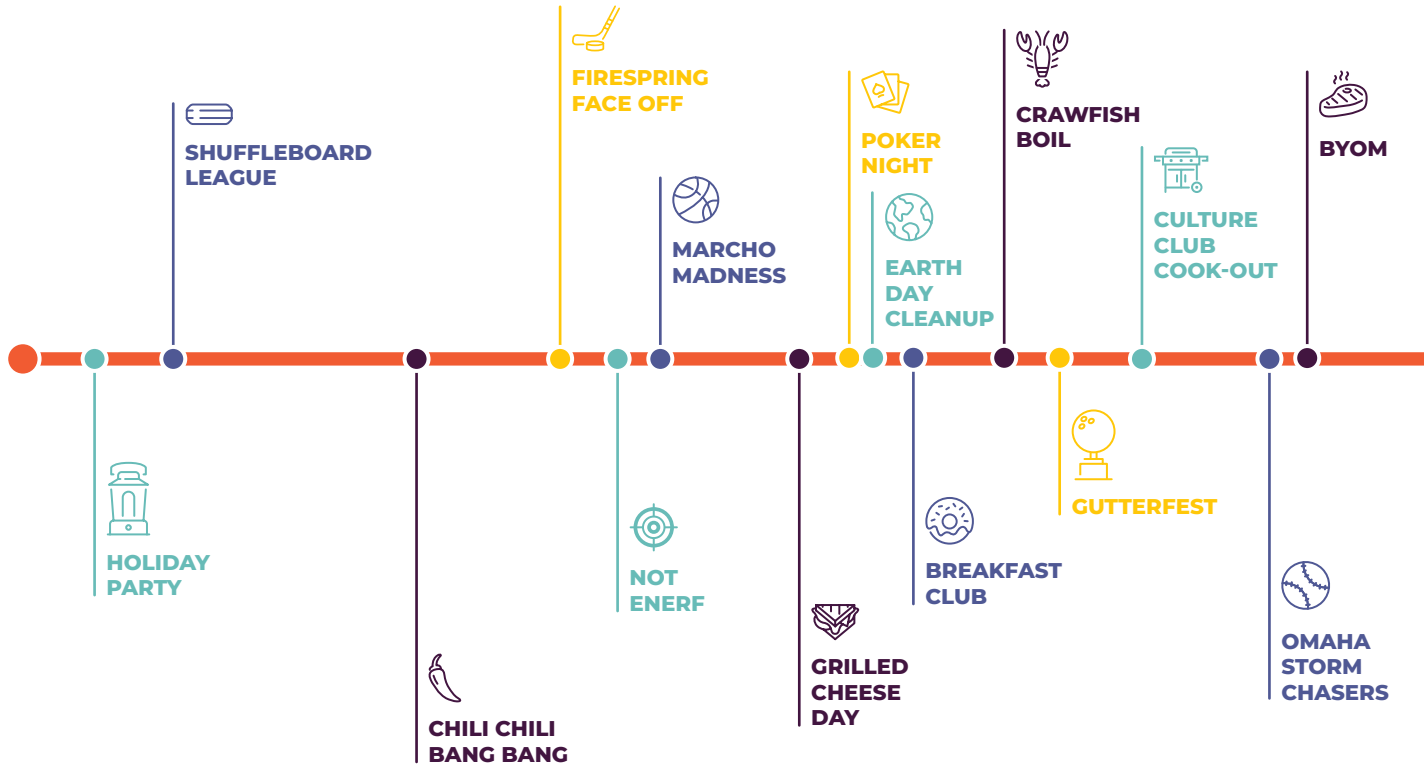 FIRESPRING
FACE OFF
SHUFFLEBOARD
LEAGUE
POKER
NIGHT
CRAWFISH
BOIL
BYOM
MARCHO
MADNESS
EARTH
DAY
CLEANUP
CULTURE
CLUB
COOK-OUT
HOLIDAY
PARTY
NOT
ENERF
GUTTERFEST
BREAKFAST
CLUB
GRILLED
CHEESE
DAY
OMAHA
STORM
CHASERS
CHILI CHILI
BANG BANG